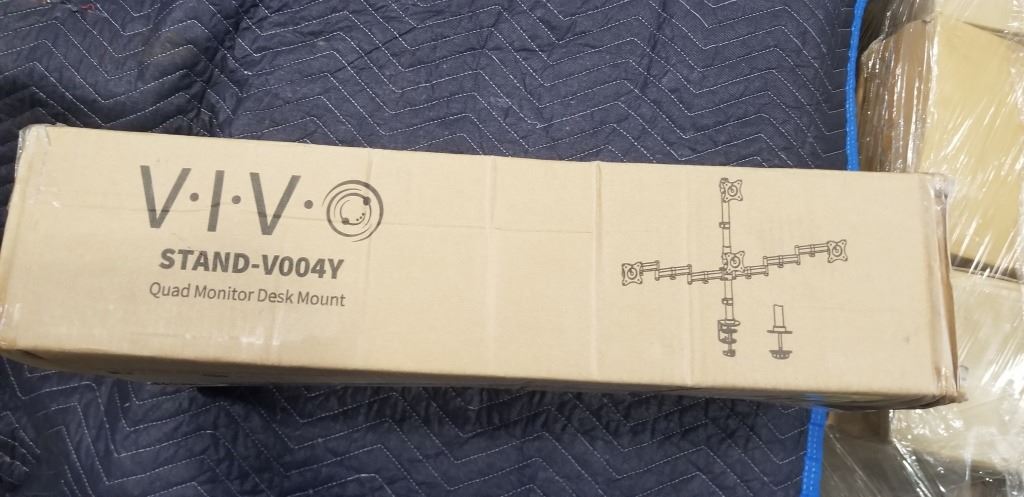 V·I·V·O
STAND-V004Y
Quad Monitor Desk Mount